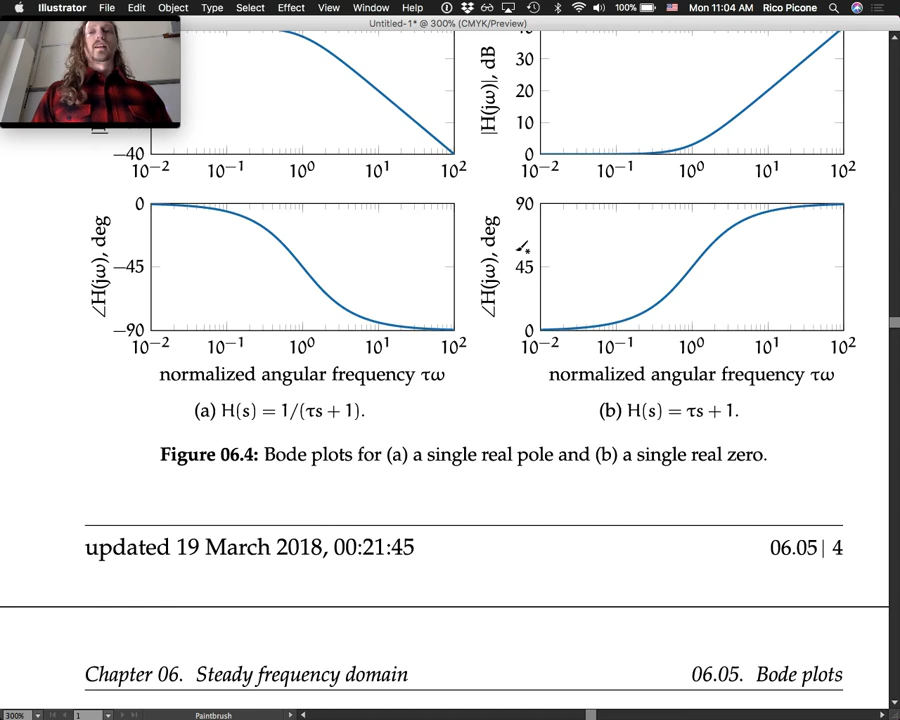 Illustrator File Edit Object Type Select Effect View Window Help 100% Mon 11:04 AM Rico Picone
Untitled-1* @ 300% (CMYK/Preview)
−40
10−2 10−1 100 101 102
|H(jω)|, dB
30
20
10
0
10−2 10−1 100 101 102
∠H(jω), deg
0
−45
−90
10−2 10−1 100 101 102
normalized angular frequency τω
(a) H(s) = 1/(τs + 1).
∠H(jω), deg
90
45
0
10−2 10−1 100 101 102
normalized angular frequency τω
(b) H(s) = τs + 1.
Figure 06.4: Bode plots for (a) a single real pole and (b) a single real zero.
updated 19 March 2018, 00:21:45 06.05 | 4
Chapter 06. Steady frequency domain 06.05. Bode plots
300% 1 Paintbrush